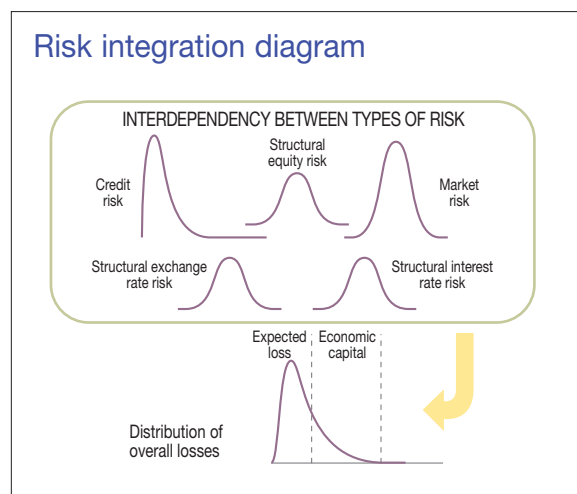 Risk integration diagram
INTERDEPENDENCY BETWEEN TYPES OF RISK
Credit
risk
Structural
equity risk
Market
risk
Structural exchange
rate risk
Structural interest
rate risk
Expected
loss
Economic
capital
Distribution of
overall losses